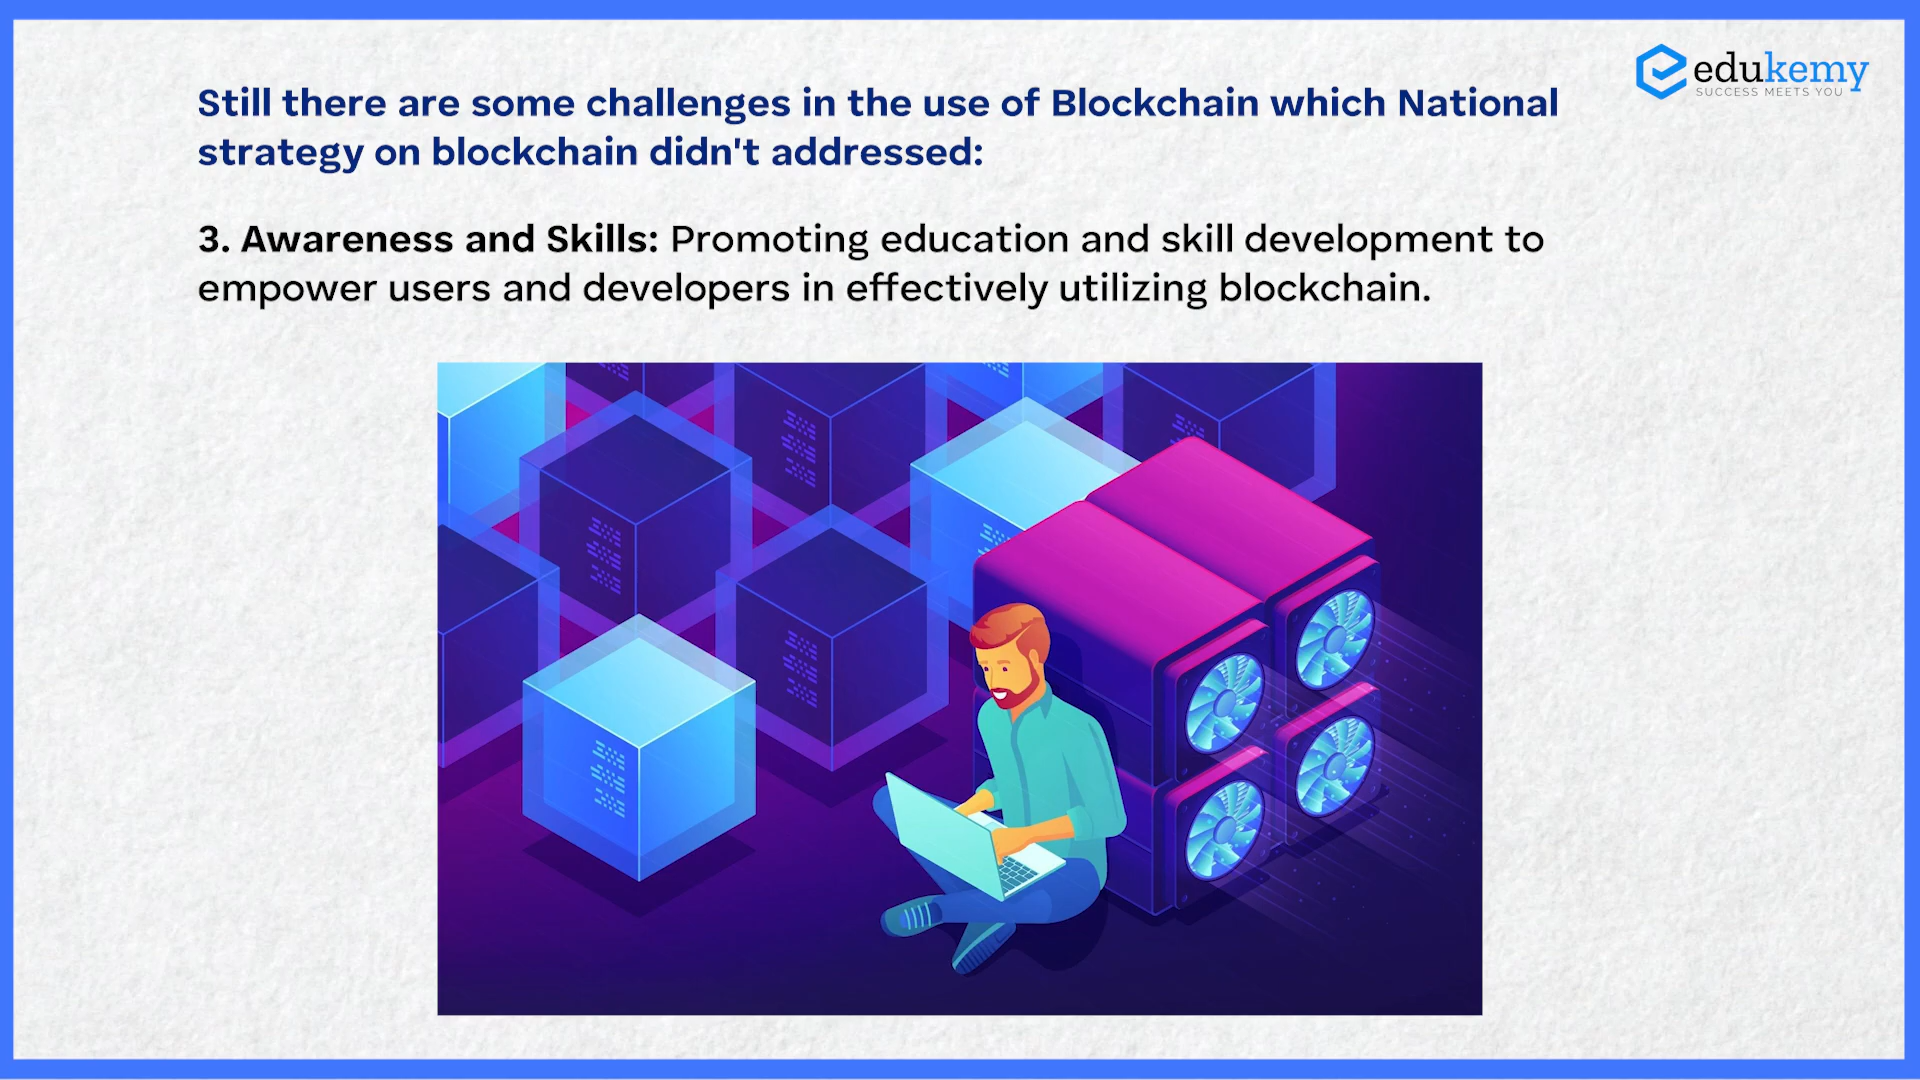 edukemy
SUCCESS MEETS YOU
Still there are some challenges in the use of Blockchain which National
strategy on blockchain didn't addressed:
3. Awareness and Skills: Promoting education and skill development to
empower users and developers in effectively utilizing blockchain.